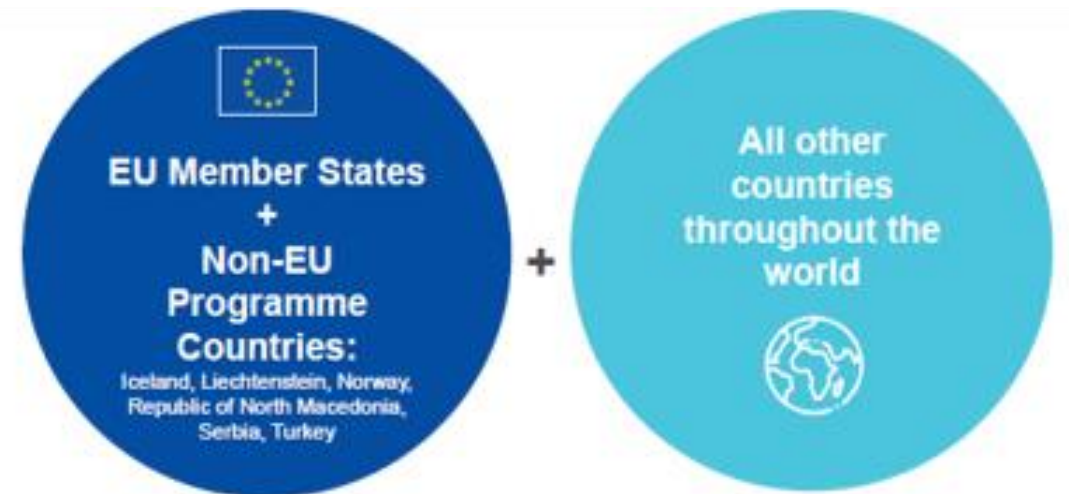 EU Member States
+
Non-EU
Programme
Countries:
Iceland, Liechtenstein, Norway,
Republic of North Macedonia,
Serbia, Turkey
+
All other
countries
throughout the
world